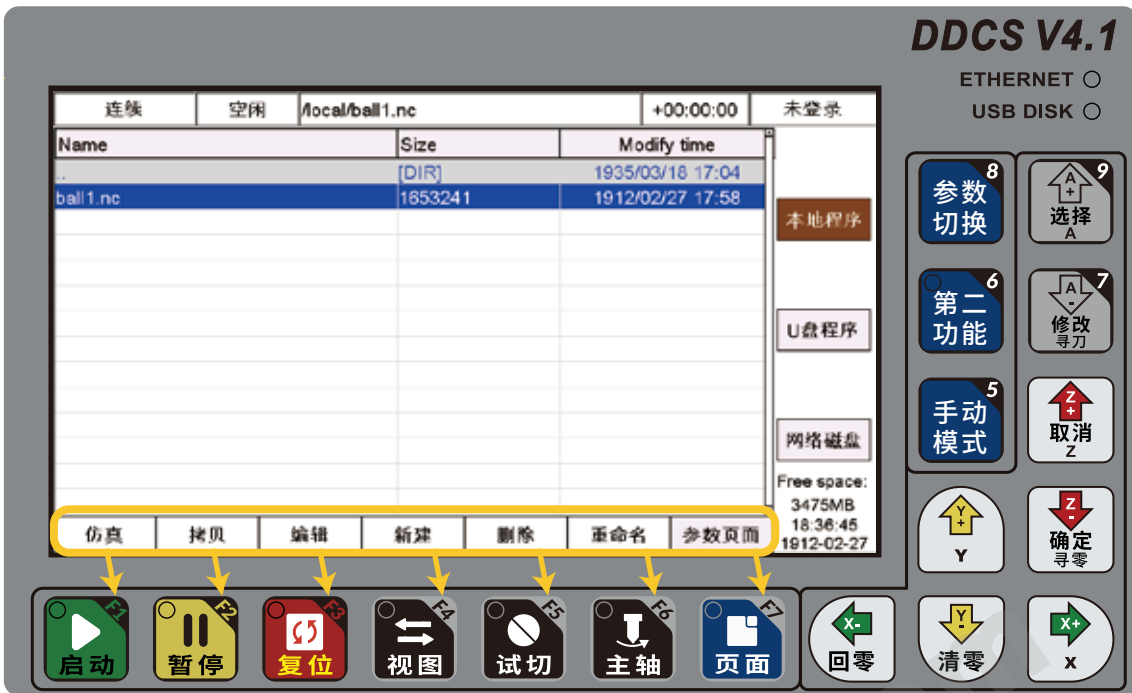 DDCS V4.1
ETHERNET
USB DISK
连续 空闲 /local/ball1.nc +00:00:00 未登录
Name Size Modify time
.. [DIR] 1935/03/18 17:04
ball1.nc 1653241 1912/02/27 17:58
本地程序
U盘程序
网络磁盘
Free space:
3475MB
18:36:45
1912-02-27
仿真 拷贝 编辑 新建 删除 重命名 参数页面
8
参数
切换
9
A
+
选择
A
6
第二
功能
7
A
-
修改
寻刀
5
手动
模式
Z
+
取消
Z
Y
+
Y
Z
-
确定
寻零
F1
启动
F2
暂停
F3
复位
F4
视图
F5
试切
F6
主轴
F7
页面
X-
回零
Y
-
清零
X+
X